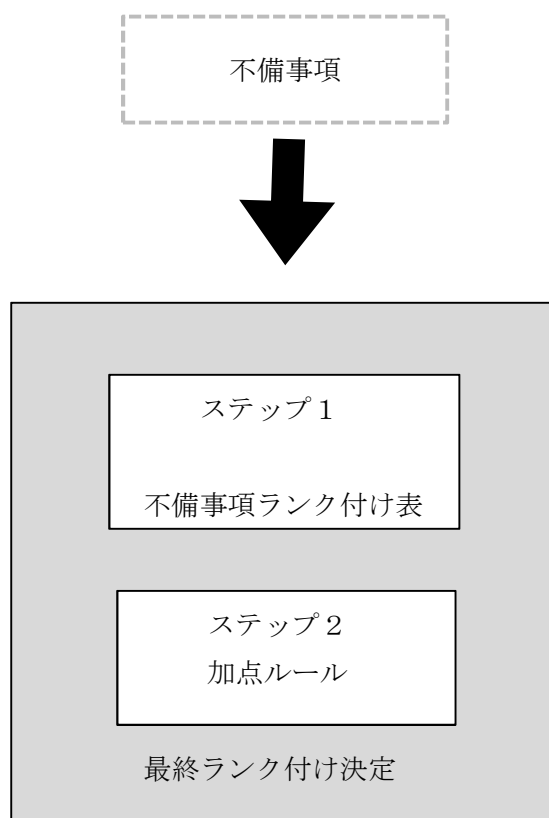 不備事項
ステップ１
不備事項ランク付け表
ステップ２
加点ルール
最終ランク付け決定